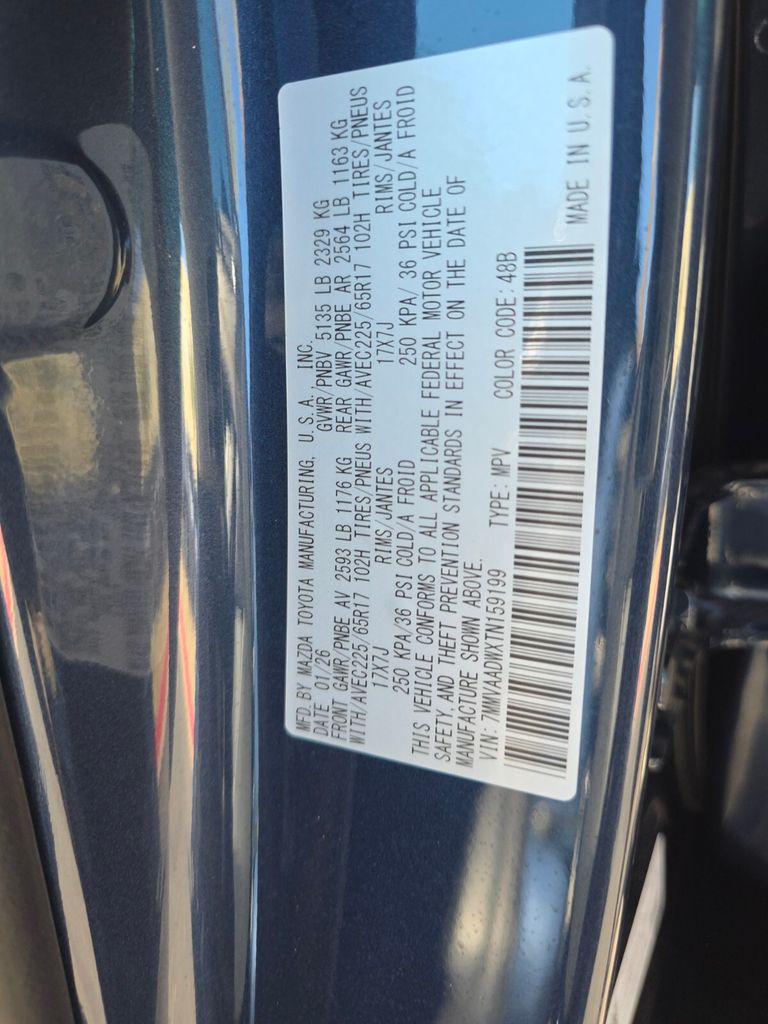 MFD. BY MAZDA TOYOTA MANUFACTURING, U.S.A., INC.
DATE 01/26 GVWR/PNBV 5135 LB 2329 KG
FRONT GAWR/PNBE AV 2593 LB 1176 KG REAR GAWR/PNBE AR 2564 LB 1163 KG
WITH/AVEC225/65R17 102H TIRES/PNEUS WITH/AVEC225/65R17 102H TIRES/PNEUS
17X7J RIMS/JANTES 17X7J RIMS/JANTES
250 KPA/36 PSI COLD/A FROID 250 KPA/ 36 PSI COLD/A FROID
THIS VEHICLE CONFORMS TO ALL APPLICABLE FEDERAL MOTOR VEHICLE
SAFETY,AND THEFT PREVENTION STANDARDS IN EFFECT ON THE DATE OF
MANUFACTURE SHOWN ABOVE.
VIN:7MMVAADWXTN159199 TYPE:MPV COLOR CODE:48B
MADE IN U.S.A.